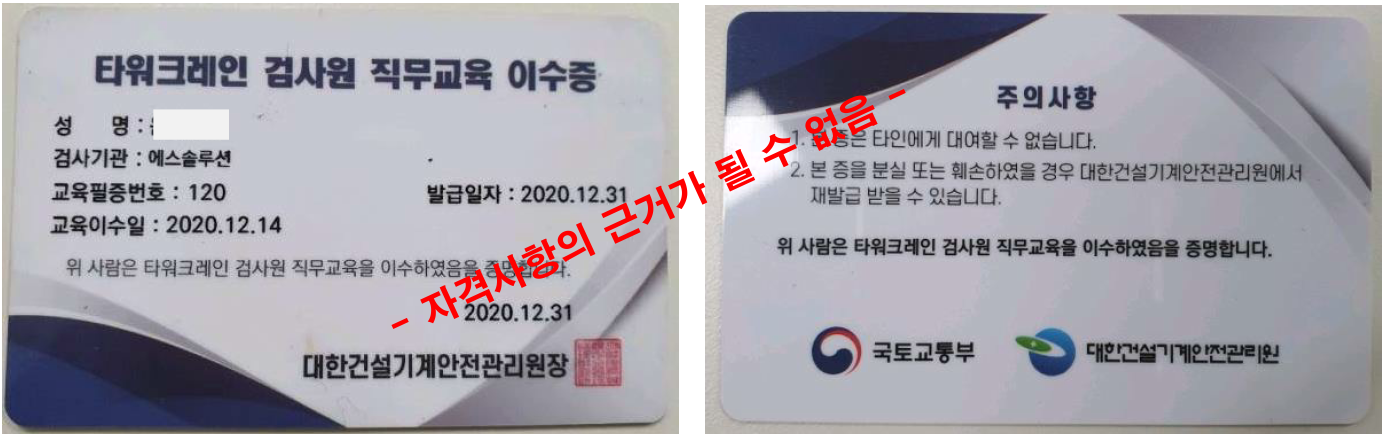 타워크레인 검사원 직무교육 이수증
성 명 :
검사기관 : 에스솔루션
교육필증번호 : 120
발급일자 : 2020.12.31
교육이수일 : 2020.12.14
위 사람은 타워크레인 검사원 직무교육을 이수하였음을 증명합니다.
2020.12.31
대한건설기계안전관리원장
- 자격사항의 근거가 될 수 없음 -
주의사항
1. 본 증은 타인에게 대여할 수 없습니다.
2. 본 증을 분실 또는 훼손하였을 경우 대한건설기계안전관리원에서
재발급 받을 수 있습니다.
위 사람은 타워크레인 검사원 직무교육을 이수하였음을 증명합니다.
국토교통부
대한건설기계안전관리원